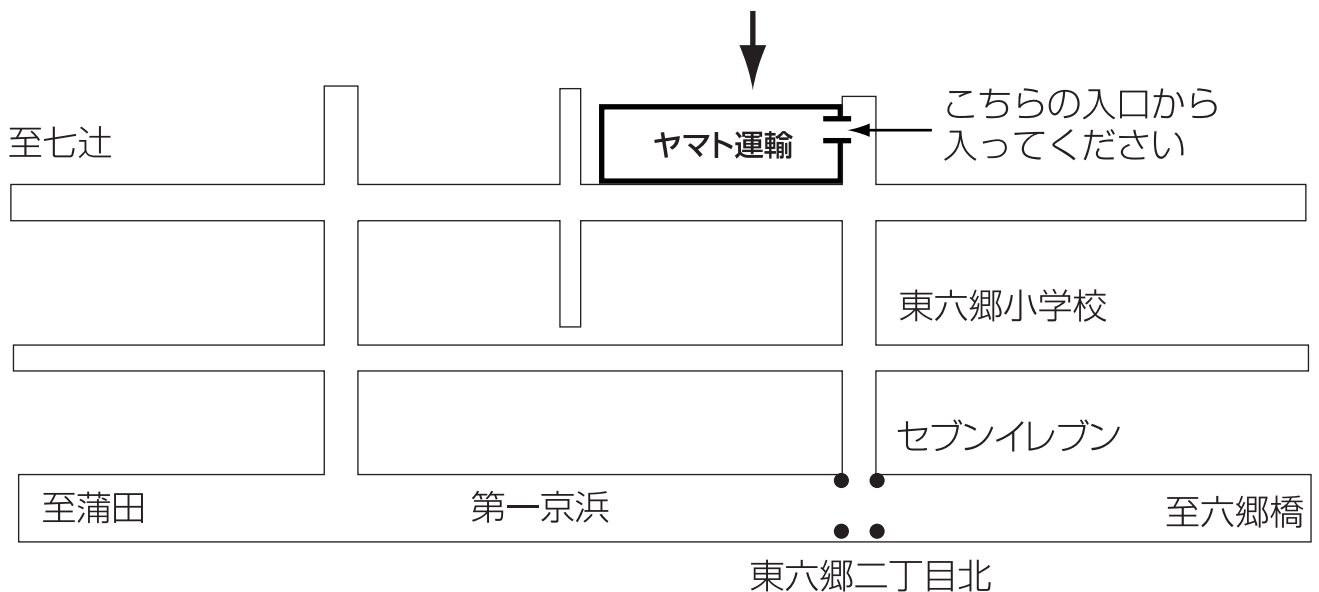 こちらの入口から
入ってください
至七辻
ヤマト運輸
東六郷小学校
セブンイレブン
至蒲田
第一京浜
至六郷橋
東六郷二丁目北